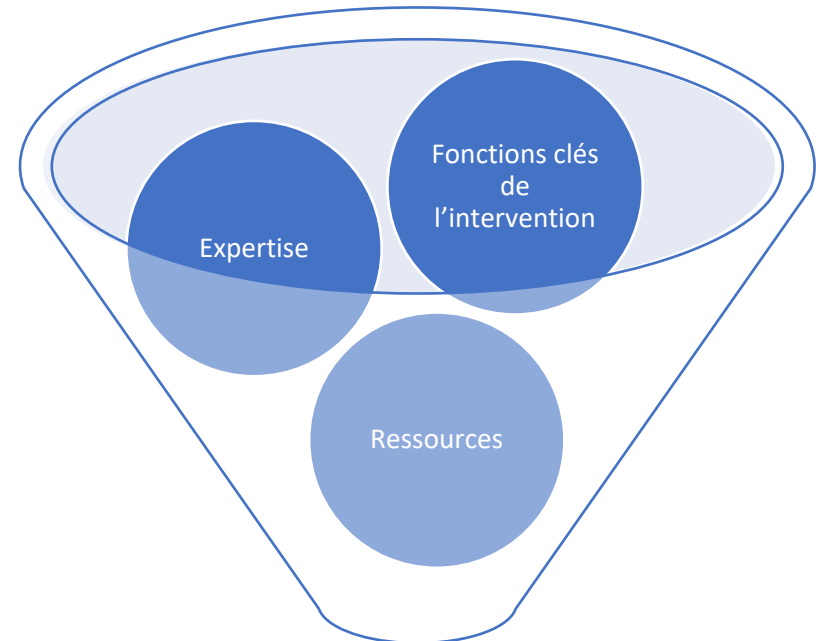 Fonctions clés
de
l’intervention
Expertise
Ressources